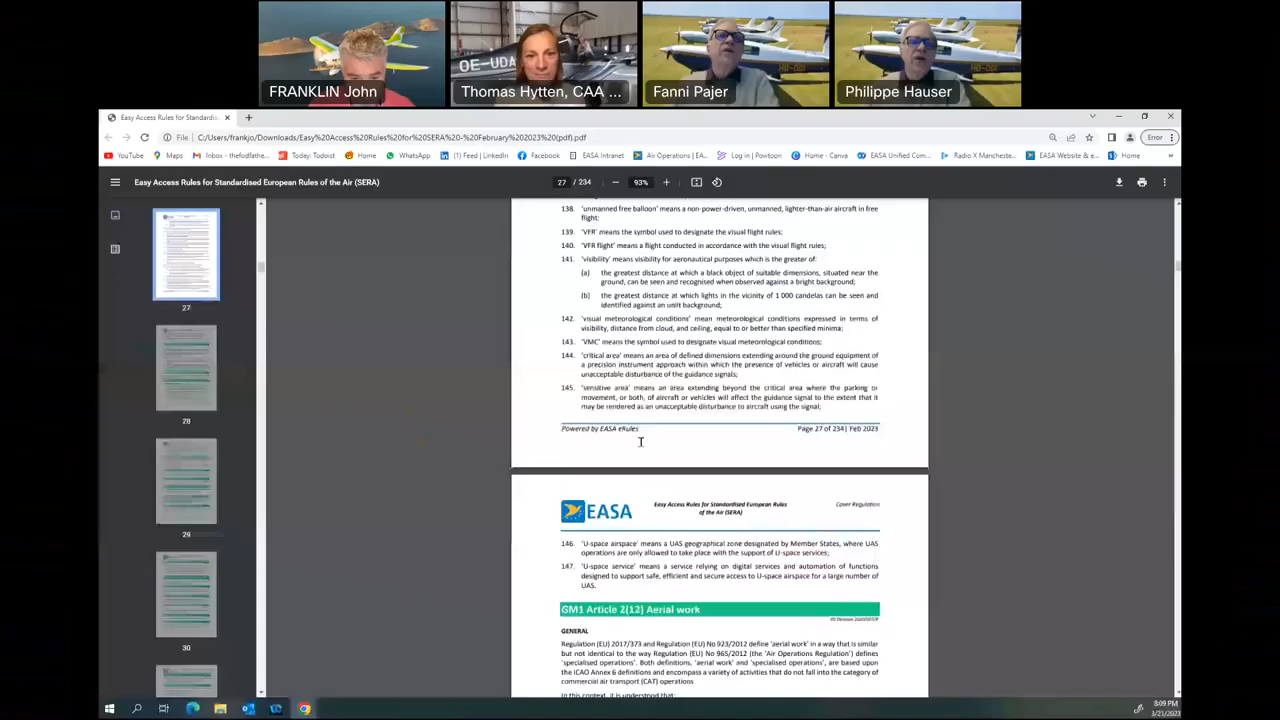 FRANKLIN John
OE-UDA
Thomas Hytten, CAA ...
Fanni Pajer
Philippe Hauser
Easy Access Rules for Standardis
File
C:/Users/frankjo/Downloads/Easy%20Access%20Rules%20for%20SERA%20-%20February%202023%20(pdf).pdf
Error
YouTube
Maps
Inbox - thefodfathe...
Today: Todoist
Home
WhatsApp
(1) Feed | LinkedIn
Facebook
EASA Intranet
Air Operations | EA...
Log in | Powtoon
Home - Canva
EASA Unified Com...
Radio X Mancheste...
EASA Website & e...
Home
Easy Access Rules for Standardised European Rules of the Air (SERA)
27 / 234
93%
27
28
29
30
138. 'unmanned free balloon' means a non-power-driven, unmanned, lighter-than-air aircraft in free
flight;
139. 'VFR' means the symbol used to designate the visual flight rules;
140. 'VFR flight' means a flight conducted in accordance with the visual flight rules;
141. 'visibility' means visibility for aeronautical purposes which is the greater of:
(a) the greatest distance at which a black object of suitable dimensions, situated near the
ground, can be seen and recognised when observed against a bright background;
(b) the greatest distance at which lights in the vicinity of 1 000 candelas can be seen and
identified against an unlit background;
142. 'visual meteorological conditions' mean meteorological conditions expressed in terms of
visibility, distance from cloud, and ceiling, equal to or better than specified minima;
143. 'VMC' means the symbol used to designate visual meteorological conditions;
144. 'critical area' means an area of defined dimensions extending around the ground equipment of
a precision instrument approach within which the presence of vehicles or aircraft will cause
unacceptable disturbance of the guidance signals;
145. 'sensitive area' means an area extending beyond the critical area where the parking or
movement, or both, of aircraft or vehicles will affect the guidance signal to the extent that it
may be rendered as an unacceptable disturbance to aircraft using the signal;
Powered by EASA eRules
Page 27 of 234| Feb 2023
EASA
Easy Access Rules for Standardised European Rules
of the Air (SERA)
Cover Regulation
146. 'U-space airspace' means a UAS geographical zone designated by Member States, where UAS
operations are only allowed to take place with the support of U-space services;
147. 'U-space service' means a service relying on digital services and automation of functions
designed to support safe, efficient and secure access to U-space airspace for a large number of
UAS.
GM1 Article 2(12) Aerial work
GENERAL
Regulation (EU) 2017/373 and Regulation (EU) No 923/2012 define 'aerial work' in a way that is similar
but not identical to the way Regulation (EU) No 965/2012 (the 'Air Operations Regulation') defines
'specialised operations'. Both definitions, 'aerial work' and 'specialised operations', are based upon
the ICAO Annex 6 definitions and encompass a variety of activities that do not fall into the category of
commercial air transport (CAT) operations
In this context, it is understood that:
8:09 PM
3/21/2023